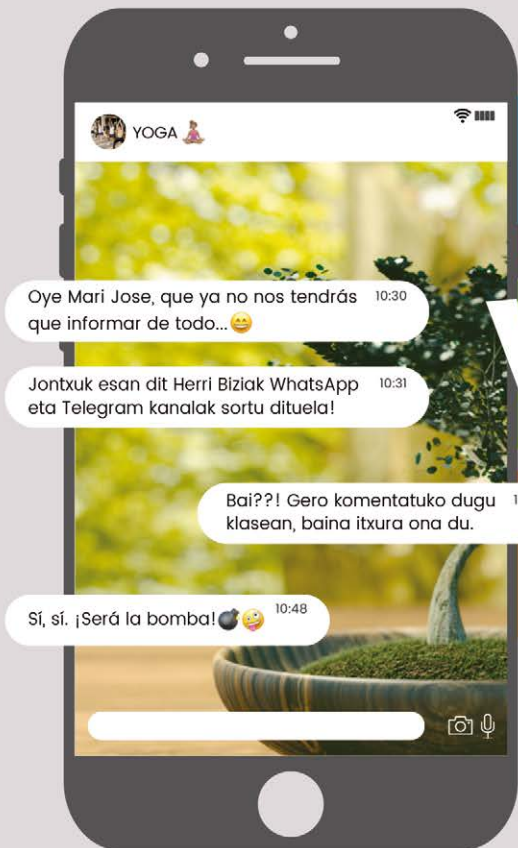 YOGA 🧘🏽‍♀️
Oye Mari Jose, que ya no nos tendrás 10:30
que informar de todo...😄
Jontxuk esan dit Herri Biziak WhatsApp 10:31
eta Telegram kanalak sortu dituela!
Bai??! Gero komentatuko dugu
klasean, baina itxura ona du.
Sí, sí. ¡Será la bomba!💣🤪 10:48